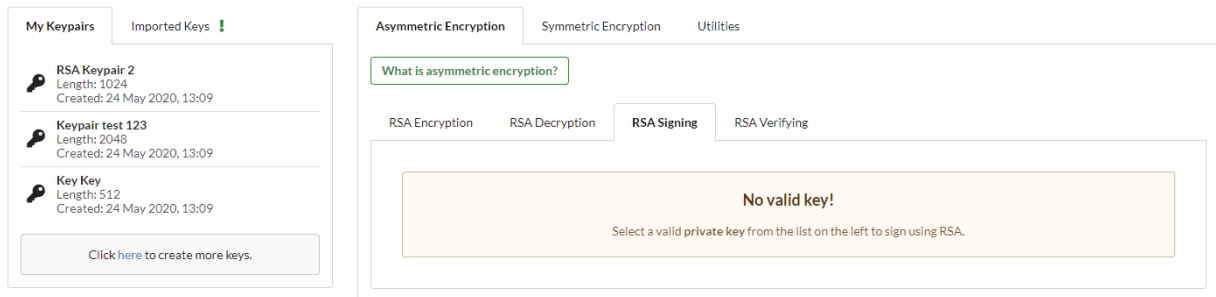 My Keypairs
Imported Keys !
RSA Keypair 2
Length: 1024
Created: 24 May 2020, 13:09
Keypair test 123
Length: 2048
Created: 24 May 2020, 13:09
Key Key
Length: 512
Created: 24 May 2020, 13:09
Click here to create more keys.
Asymmetric Encryption
Symmetric Encryption
Utilities
What is asymmetric encryption?
RSA Encryption
RSA Decryption
RSA Signing
RSA Verifying
No valid key!
Select a valid private key from the list on the left to sign using RSA.